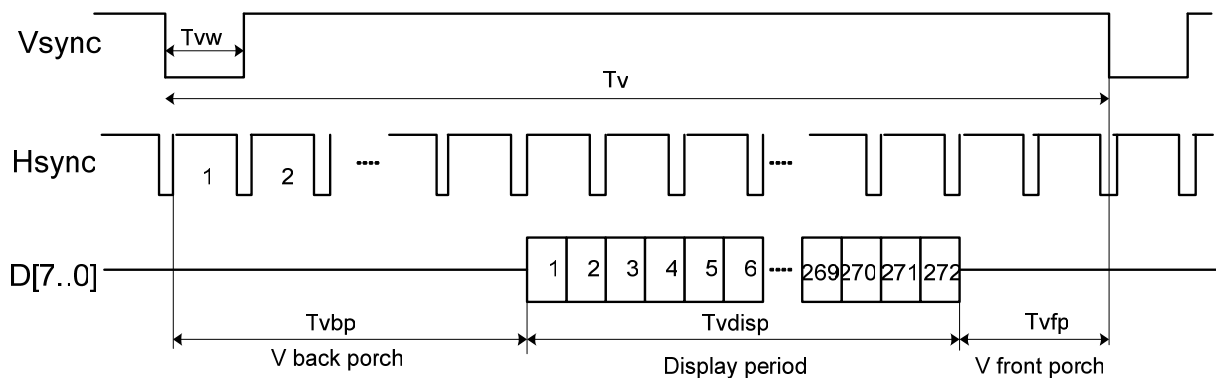 Vsync
Tvw
Tv
Hsync
1 2 ....
....
D[7..0]
1 2 3 4 5 6 .... 269 270 271 272
Tvbp Tvdisp Tvfp
V back porch Display period V front porch